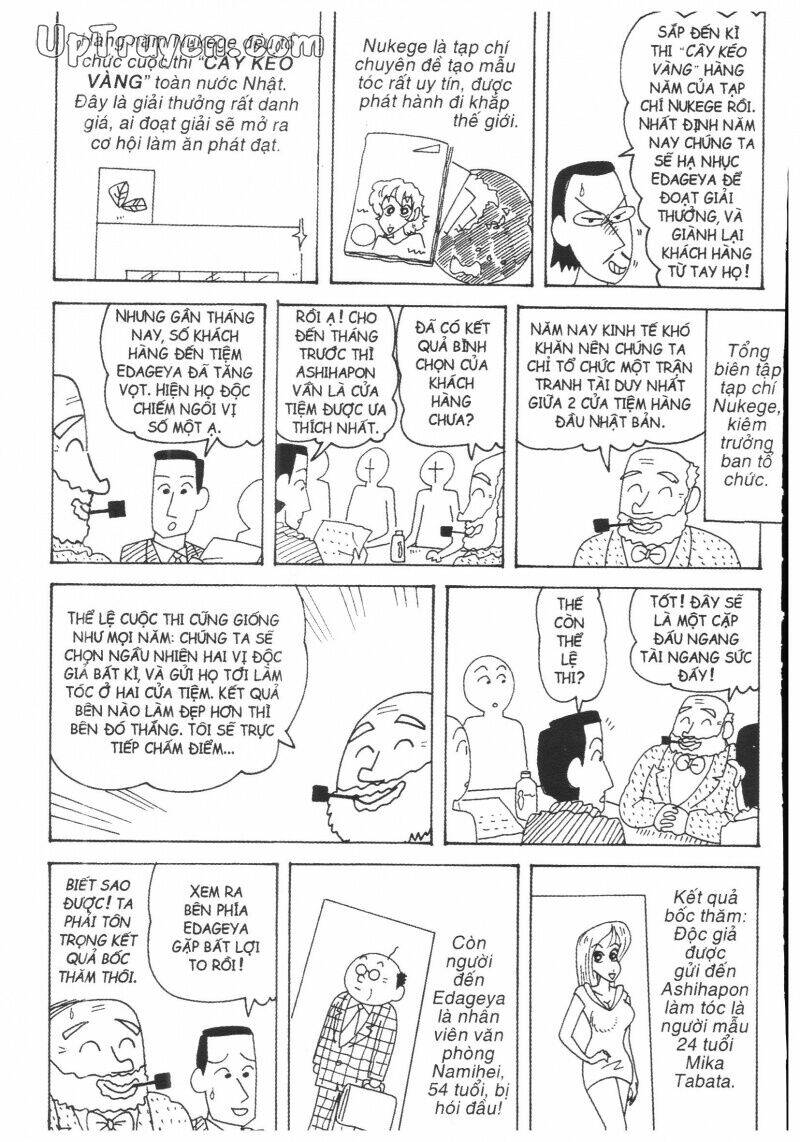 UpTruyen.com
SẮP ĐẾN KÌ
THI “CÂY KÉO
VÀNG” HÀNG
NĂM CỦA TẠP
CHÍ NUKEGE RỒI.
NHẤT ĐỊNH NĂM
NAY CHÚNG TA
SẼ HẠ NHỤC
EDAGEYA ĐỂ
ĐOẠT GIẢI
THƯỞNG, VÀ
GIÀNH LẠI
KHÁCH HÀNG
TỪ TAY HỌ!
Nukege là tạp chí
chuyên đề tạo mẫu
tóc rất uy tín, được
phát hành đi khắp
thế giới.
Hàng năm Nukege đều tổ
chức cuộc thi “CÂY KÉO
VÀNG” toàn nước Nhật.
Đây là giải thưởng rất danh
giá, ai đoạt giải sẽ mở ra
cơ hội làm ăn phát đạt.
Tổng
biên tập
tạp chí
Nukege,
kiêm
trưởng
ban tổ
chức.
NĂM NAY KINH TẾ KHÓ
KHĂN NÊN CHÚNG TA
CHỈ TỔ CHỨC MỘT TRẬN
TRANH TÀI DUY NHẤT
GIỮA 2 CỬA TIỆM HÀNG
ĐẦU NHẬT BẢN.
ĐÃ CÓ KẾT
QUẢ BÌNH
CHỌN CỦA
KHÁCH
HÀNG
CHƯA?
RỒI Ạ! CHO
ĐẾN THÁNG
TRƯỚC THÌ
ASHIHAPON
VẪN LÀ CỬA
TIỆM ĐƯỢC ƯA
THÍCH NHẤT.
NHƯNG GẦN THÁNG
NAY, SỐ KHÁCH
HÀNG ĐẾN TIỆM
EDAGEYA ĐÃ TĂNG
VỌT. HIỆN HỌ ĐỘC
CHIẾM NGÔI VỊ
SỐ MỘT Ạ.
TỐT! ĐÂY SẼ
LÀ MỘT CẶP
ĐẤU NGANG
TÀI NGANG SỨC
ĐẤY!
THẾ
CÒN
THỂ
LỆ
THI?
THỂ LỆ CUỘC THI CŨNG GIỐNG
NHƯ MỌI NĂM: CHÚNG TA SẼ
CHỌN NGẪU NHIÊN HAI VỊ ĐỘC
GIẢ BẤT KÌ, VÀ GỬI HỌ TỚI LÀM
TÓC Ở HAI CỬA TIỆM. KẾT QUẢ
BÊN NÀO LÀM ĐẸP HƠN THÌ
BÊN ĐÓ THẮNG. TÔI SẼ TRỰC
TIẾP CHẤM ĐIỂM...
Kết quả
bốc thăm:
Độc giả
được
gửi đến
Ashihapon
làm tóc là
người mẫu
24 tuổi
Mika
Tabata.
Còn
người
đến
Edageya
là nhân
viên văn
phòng
Namihei,
54 tuổi, bị
hói đầu!
XEM RA
BÊN PHÍA
EDAGEYA
GẶP BẤT LỢI
TO RỒI!
BIẾT SAO
ĐƯỢC! TA
PHẢI TÔN
TRỌNG KẾT
QUẢ BỐC
THĂM THÔI.